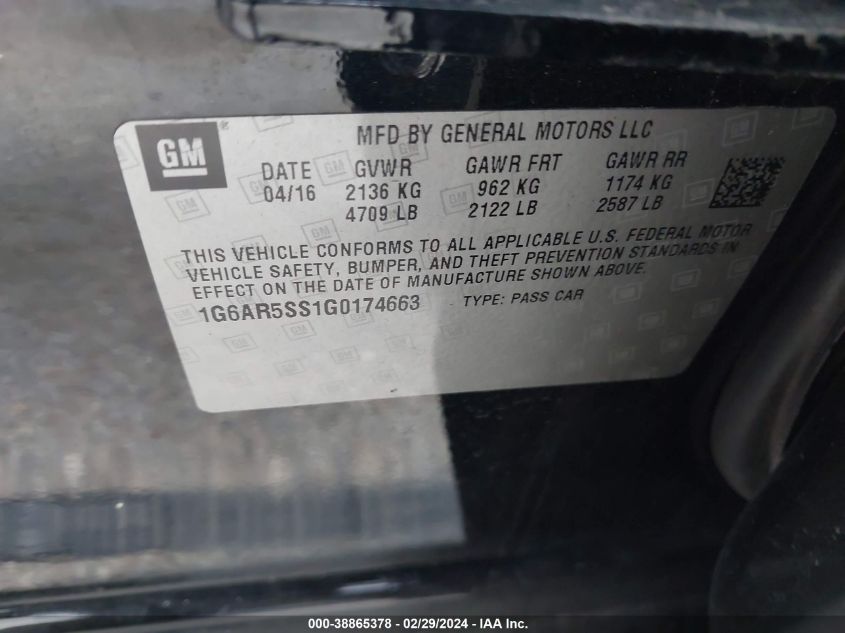 GM ®
MFD BY GENERAL MOTORS LLC
DATE GVWR GAWR FRT GAWR RR
04/16 2136 KG 962 KG 1174 KG
4709 LB 2122 LB 2587 LB
THIS VEHICLE CONFORMS TO ALL APPLICABLE U.S. FEDERAL MOTOR
VEHICLE SAFETY, BUMPER, AND THEFT PREVENTION STANDARDS IN
EFFECT ON THE DATE OF MANUFACTURE SHOWN ABOVE.
1G6AR5SS1G0174663 TYPE: PASS CAR
000-38865378 - 02/29/2024 - IAA Inc.